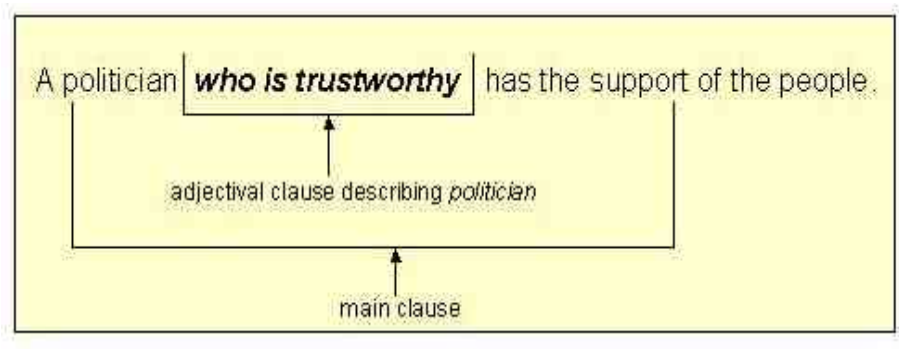 A politician who is trustworthy has the support of the people.
adjectival clause describing politician
main clause